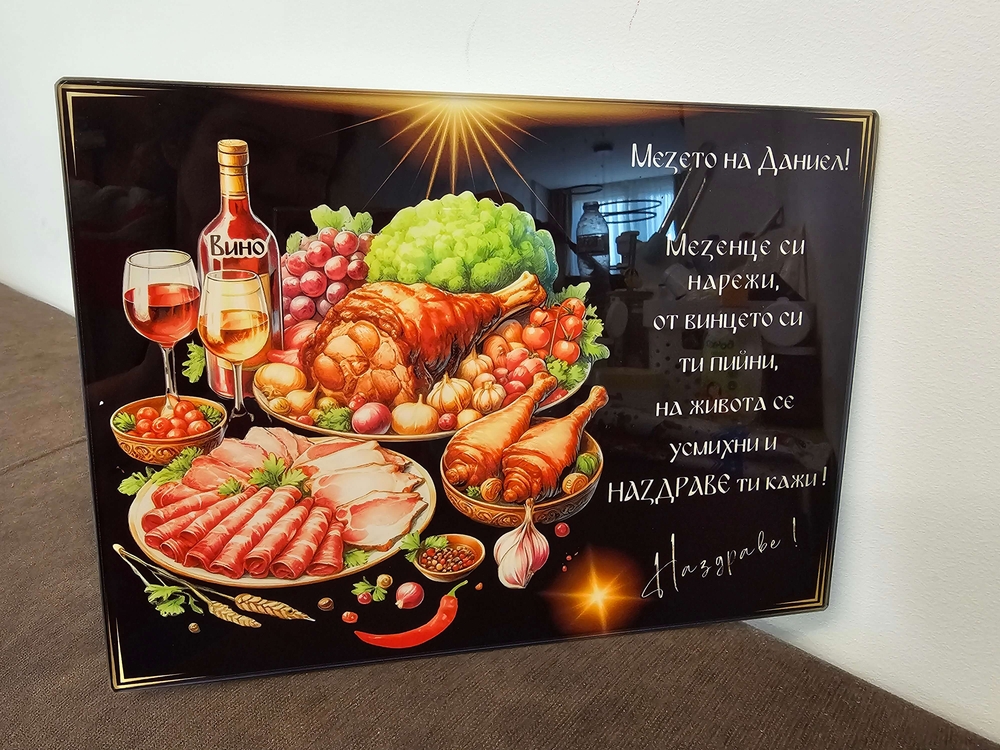 Вино
Мезето на Даниел!
Мезенце си
нарежи,
от винцето си
ти пийни,
на живота се
усмихни и
НАЗДРАВЕ ти кажи !
Наздраве !